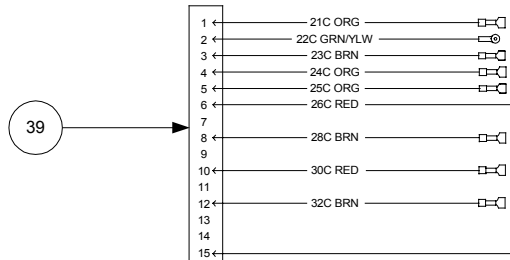 1 21C ORG
2 22C GRN/YLW
3 23C BRN
4 24C ORG
5 25C ORG
6 26C RED
7
39
8 28C BRN
9
10 30C RED
11
12 32C BRN
13
14
15